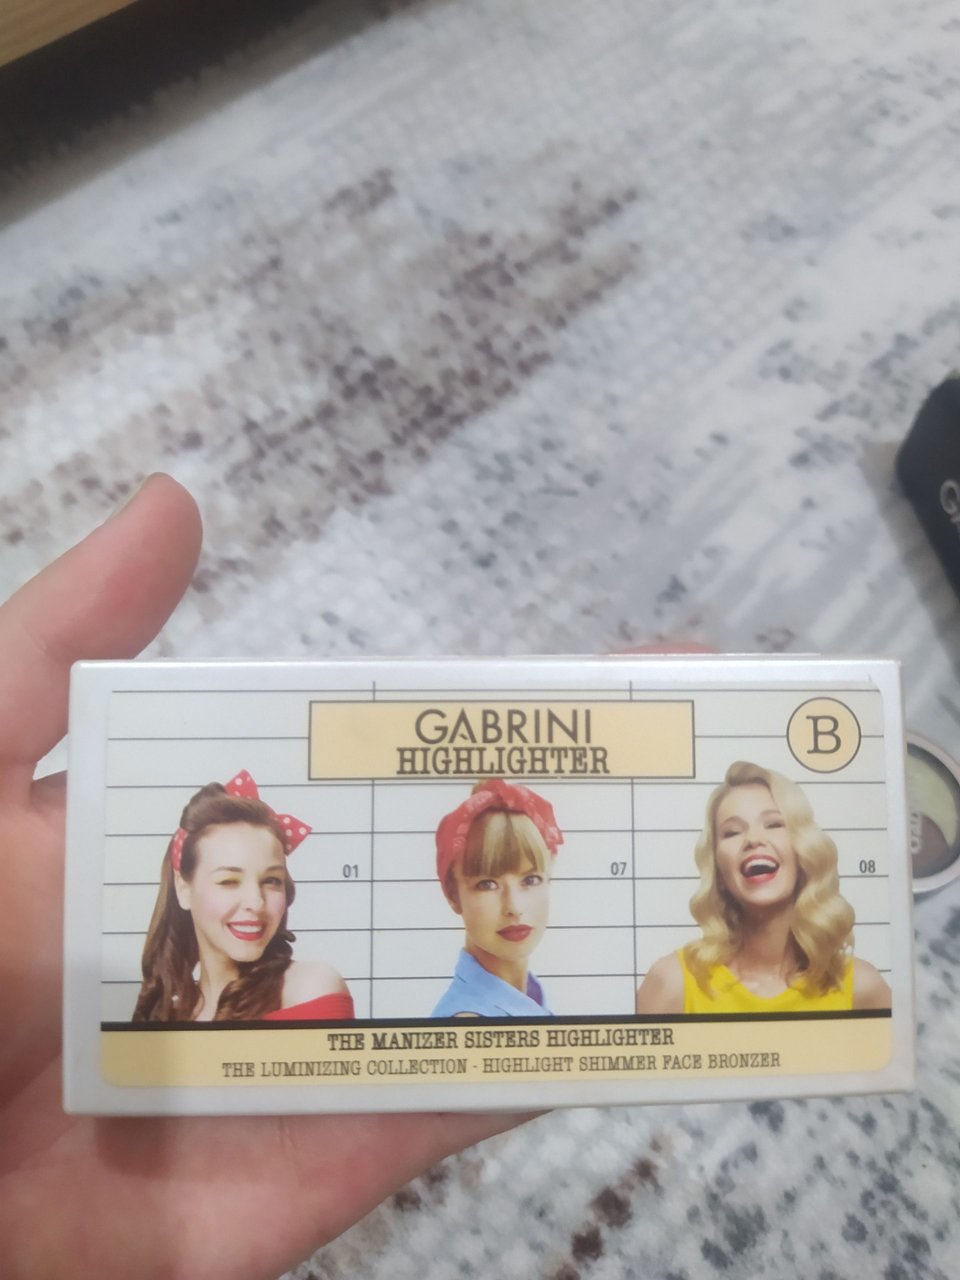 GABRINI
HIGHLIGHTER
B
01
07
08
THE MANIZER SISTERS HIGHLIGHTER
THE LUMINIZING COLLECTION - HIGHLIGHT SHIMMER FACE BRONZER